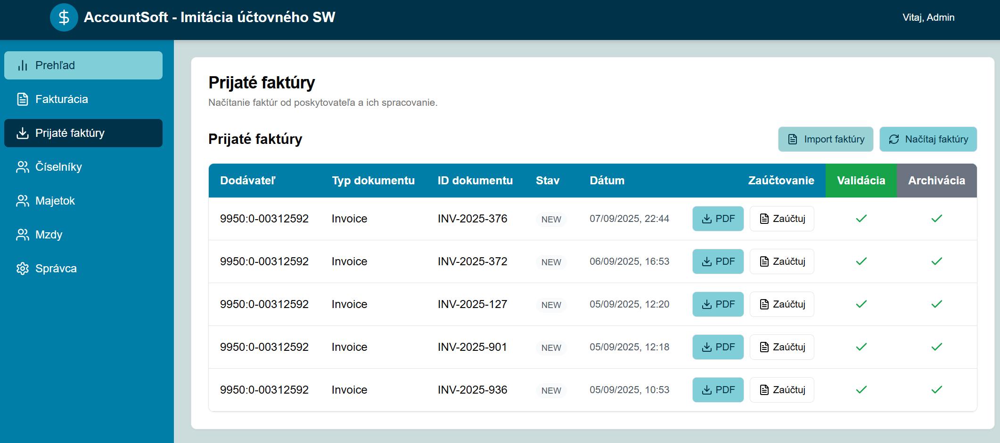 AccountSoft - Imitácia účtovného SW
Vitaj, Admin
Prehľad
Fakturácia
Prijaté faktúry
Číselníky
Majetok
Mzdy
Správca
Prijaté faktúry
Načítanie faktúr od poskytovateľa a ich spracovanie.
Prijaté faktúry
Import faktúry
Načítaj faktúry
Dodávateľ Typ dokumentu ID dokumentu Stav Dátum Zaúčtovanie Validácia Archivácia
9950:0-00312592 Invoice INV-2025-376 NEW 07/09/2025, 22:44 PDF Zaúčtuj
9950:0-00312592 Invoice INV-2025-372 NEW 06/09/2025, 16:53 PDF Zaúčtuj
9950:0-00312592 Invoice INV-2025-127 NEW 05/09/2025, 12:20 PDF Zaúčtuj
9950:0-00312592 Invoice INV-2025-901 NEW 05/09/2025, 12:18 PDF Zaúčtuj
9950:0-00312592 Invoice INV-2025-936 NEW 05/09/2025, 10:53 PDF Zaúčtuj